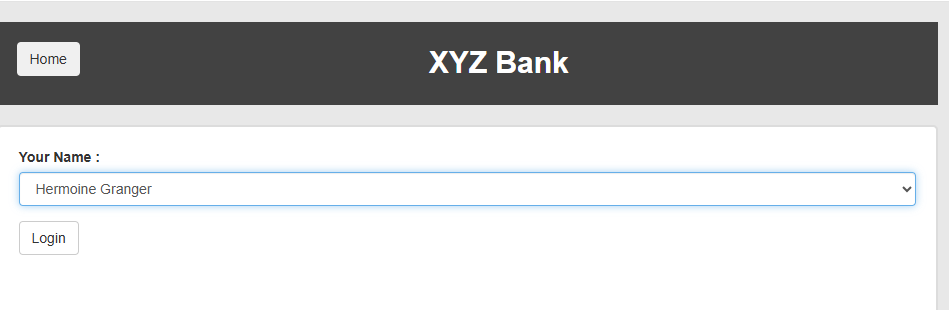 Home
XYZ Bank
Your Name :
Hermoine Granger
Login